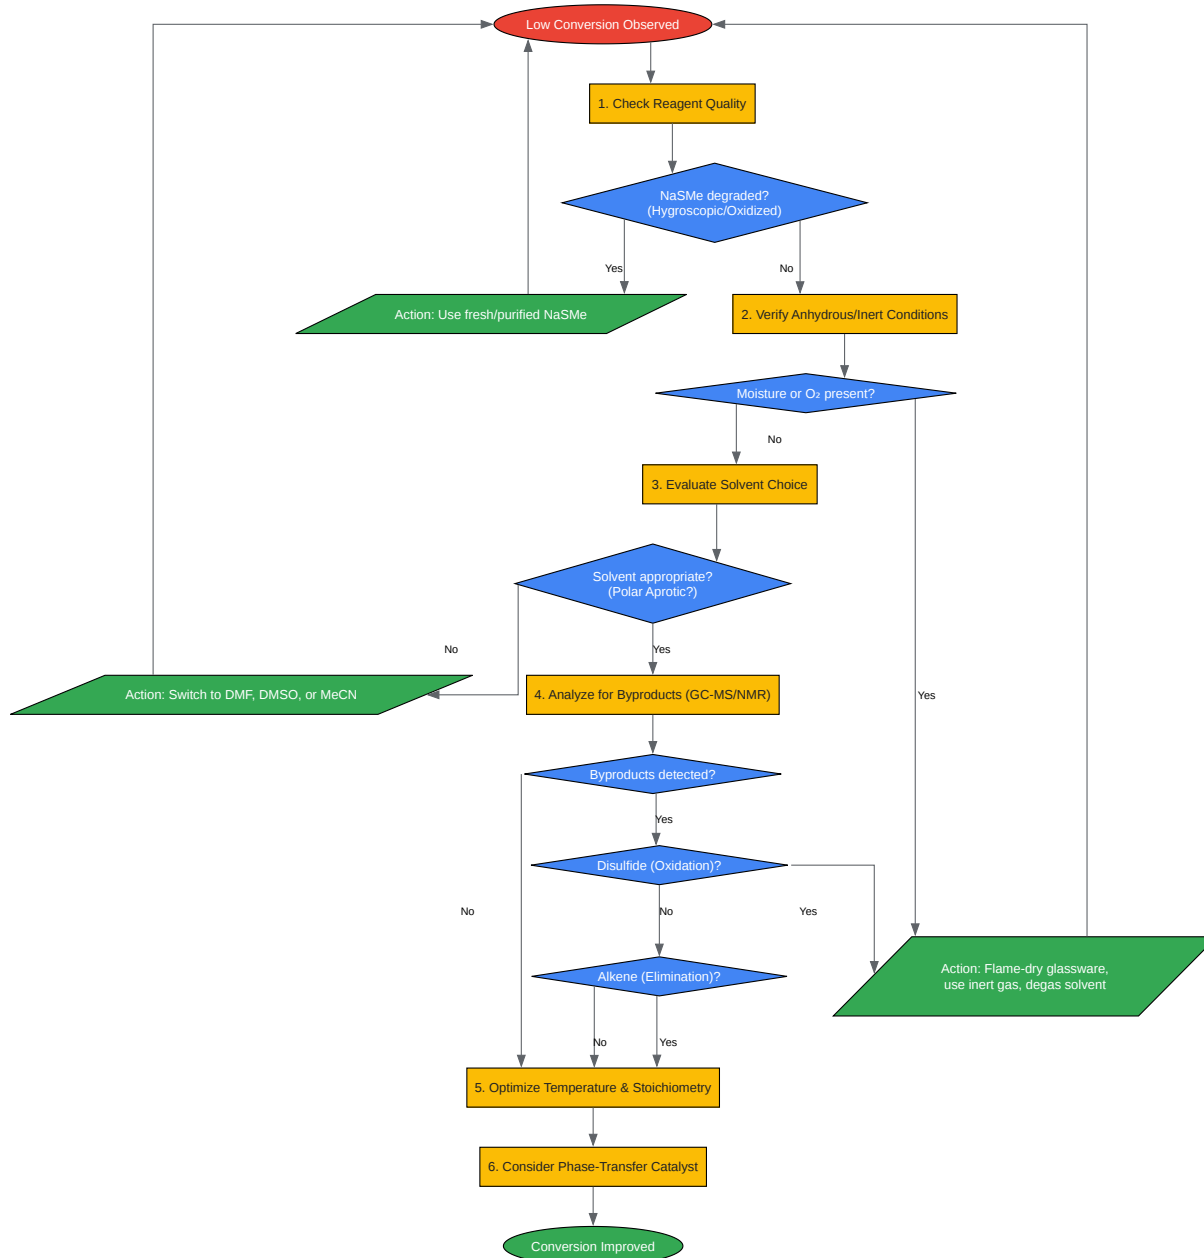 Low Conversion Observed
1. Check Reagent Quality
NaSMe degraded?
(Hygroscopic/Oxidized)
Yes
No
Action: Use fresh/purified NaSMe
2. Verify Anhydrous/Inert Conditions
Moisture or O₂ present?
No
3. Evaluate Solvent Choice
Solvent appropriate?
(Polar Aprotic?)
No
Yes
Action: Switch to DMF, DMSO, or MeCN
4. Analyze for Byproducts (GC-MS/NMR)
Yes
Byproducts detected?
Yes
Disulfide (Oxidation)?
No
No
Yes
Action: Flame-dry glassware,
use inert gas, degas solvent
Alkene (Elimination)?
No
Yes
5. Optimize Temperature & Stoichiometry
6. Consider Phase-Transfer Catalyst
Conversion Improved